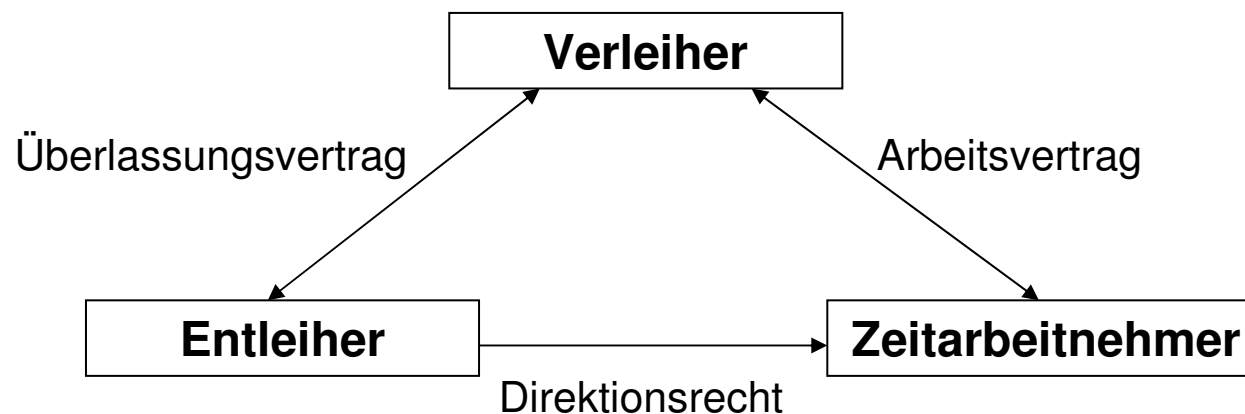 Verleiher
Überlassungsvertrag
Arbeitsvertrag
Entleiher
Zeitarbeitnehmer
Direktionsrecht